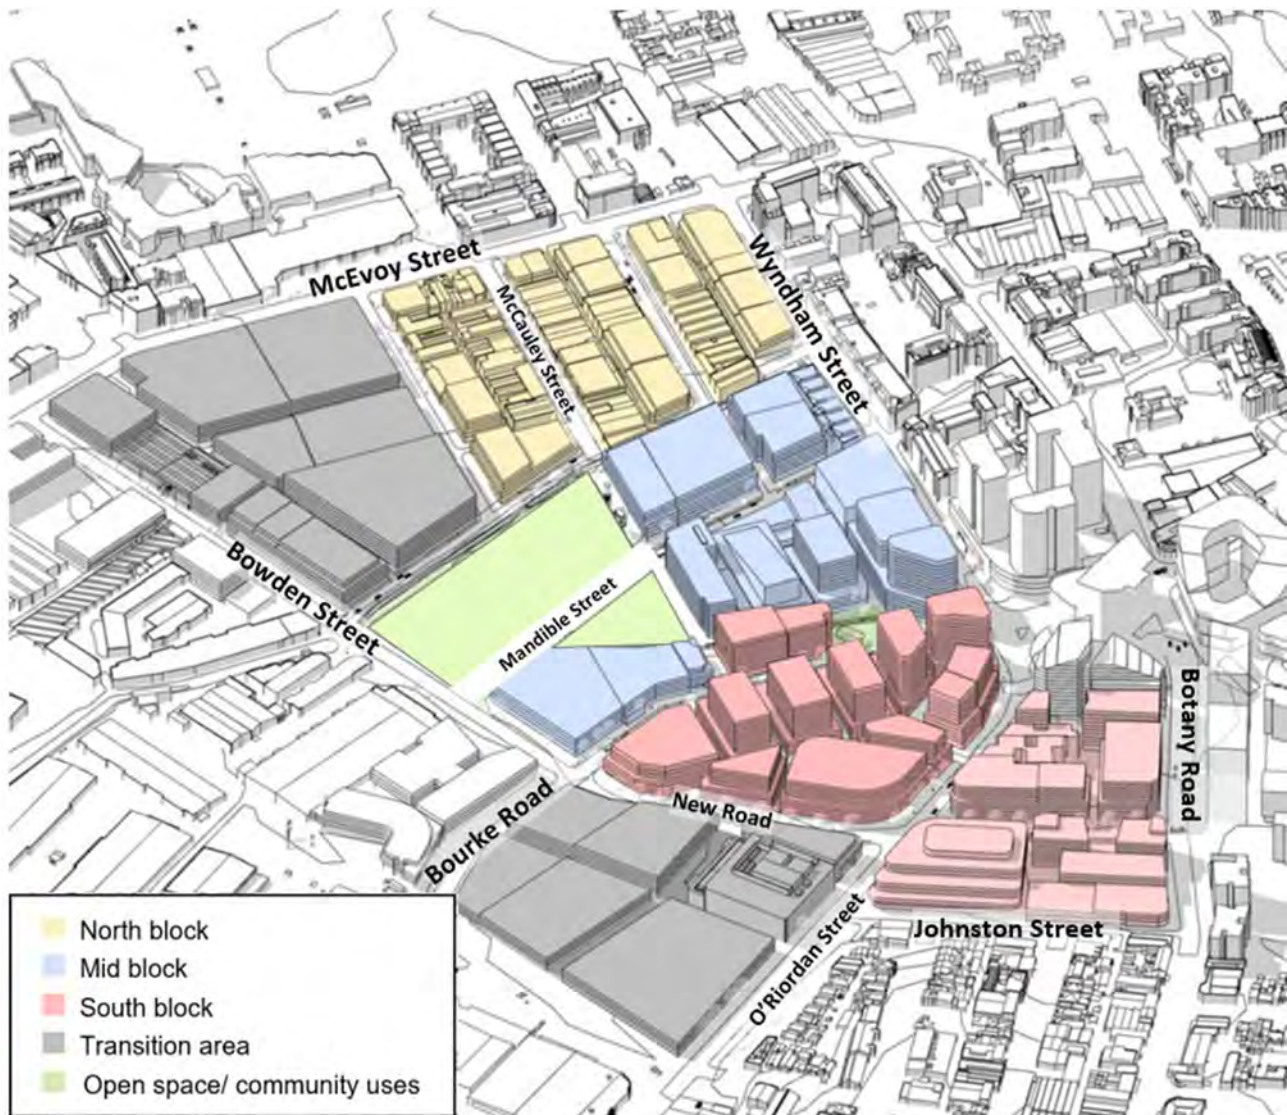 McEvoy Street
Wyndham Street
McCauley Street
Bowden Street
Mandible Street
Botany Road
New Road
Bourke Road
Johnston Street
O'Riordan Street
North block
Mid block
South block
Transition area
Open space/ community uses